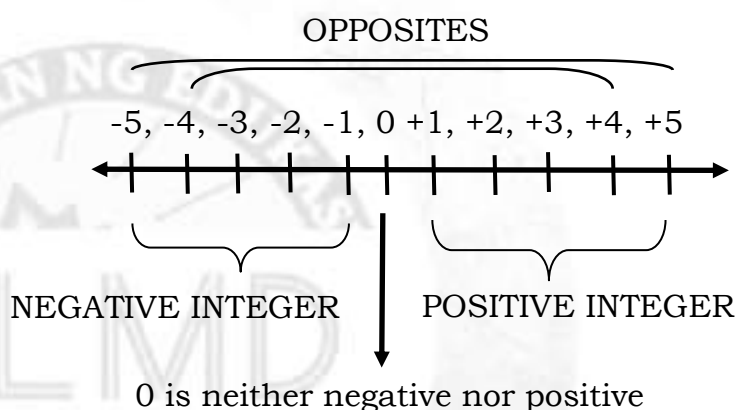 OPPOSITES
-5, -4, -3, -2, -1, 0 +1, +2, +3, +4, +5
NEGATIVE INTEGER POSITIVE INTEGER
0 is neither negative nor positive